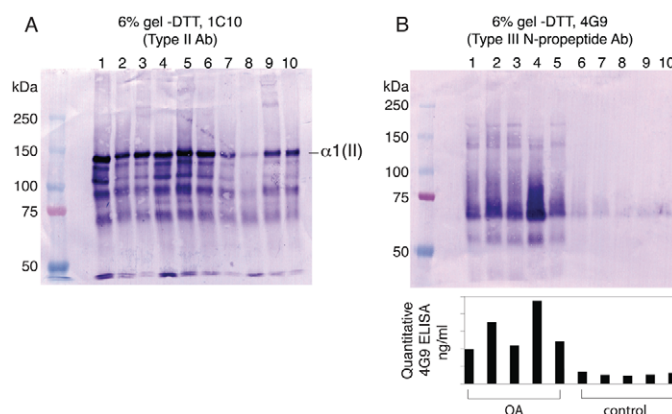 A
6% gel -DTT, 1C10
(Type II Ab)
1 2 3 4 5 6 7 8 9 10
kDa
250
150
100
75
50
α1(II)
B
6% gel -DTT, 4G9
(Type III N-propeptide Ab)
1 2 3 4 5 6 7 8 9 10
kDa
250
150
100
75
50
Quantitative
4G9 ELISA
ng/ml
OA control